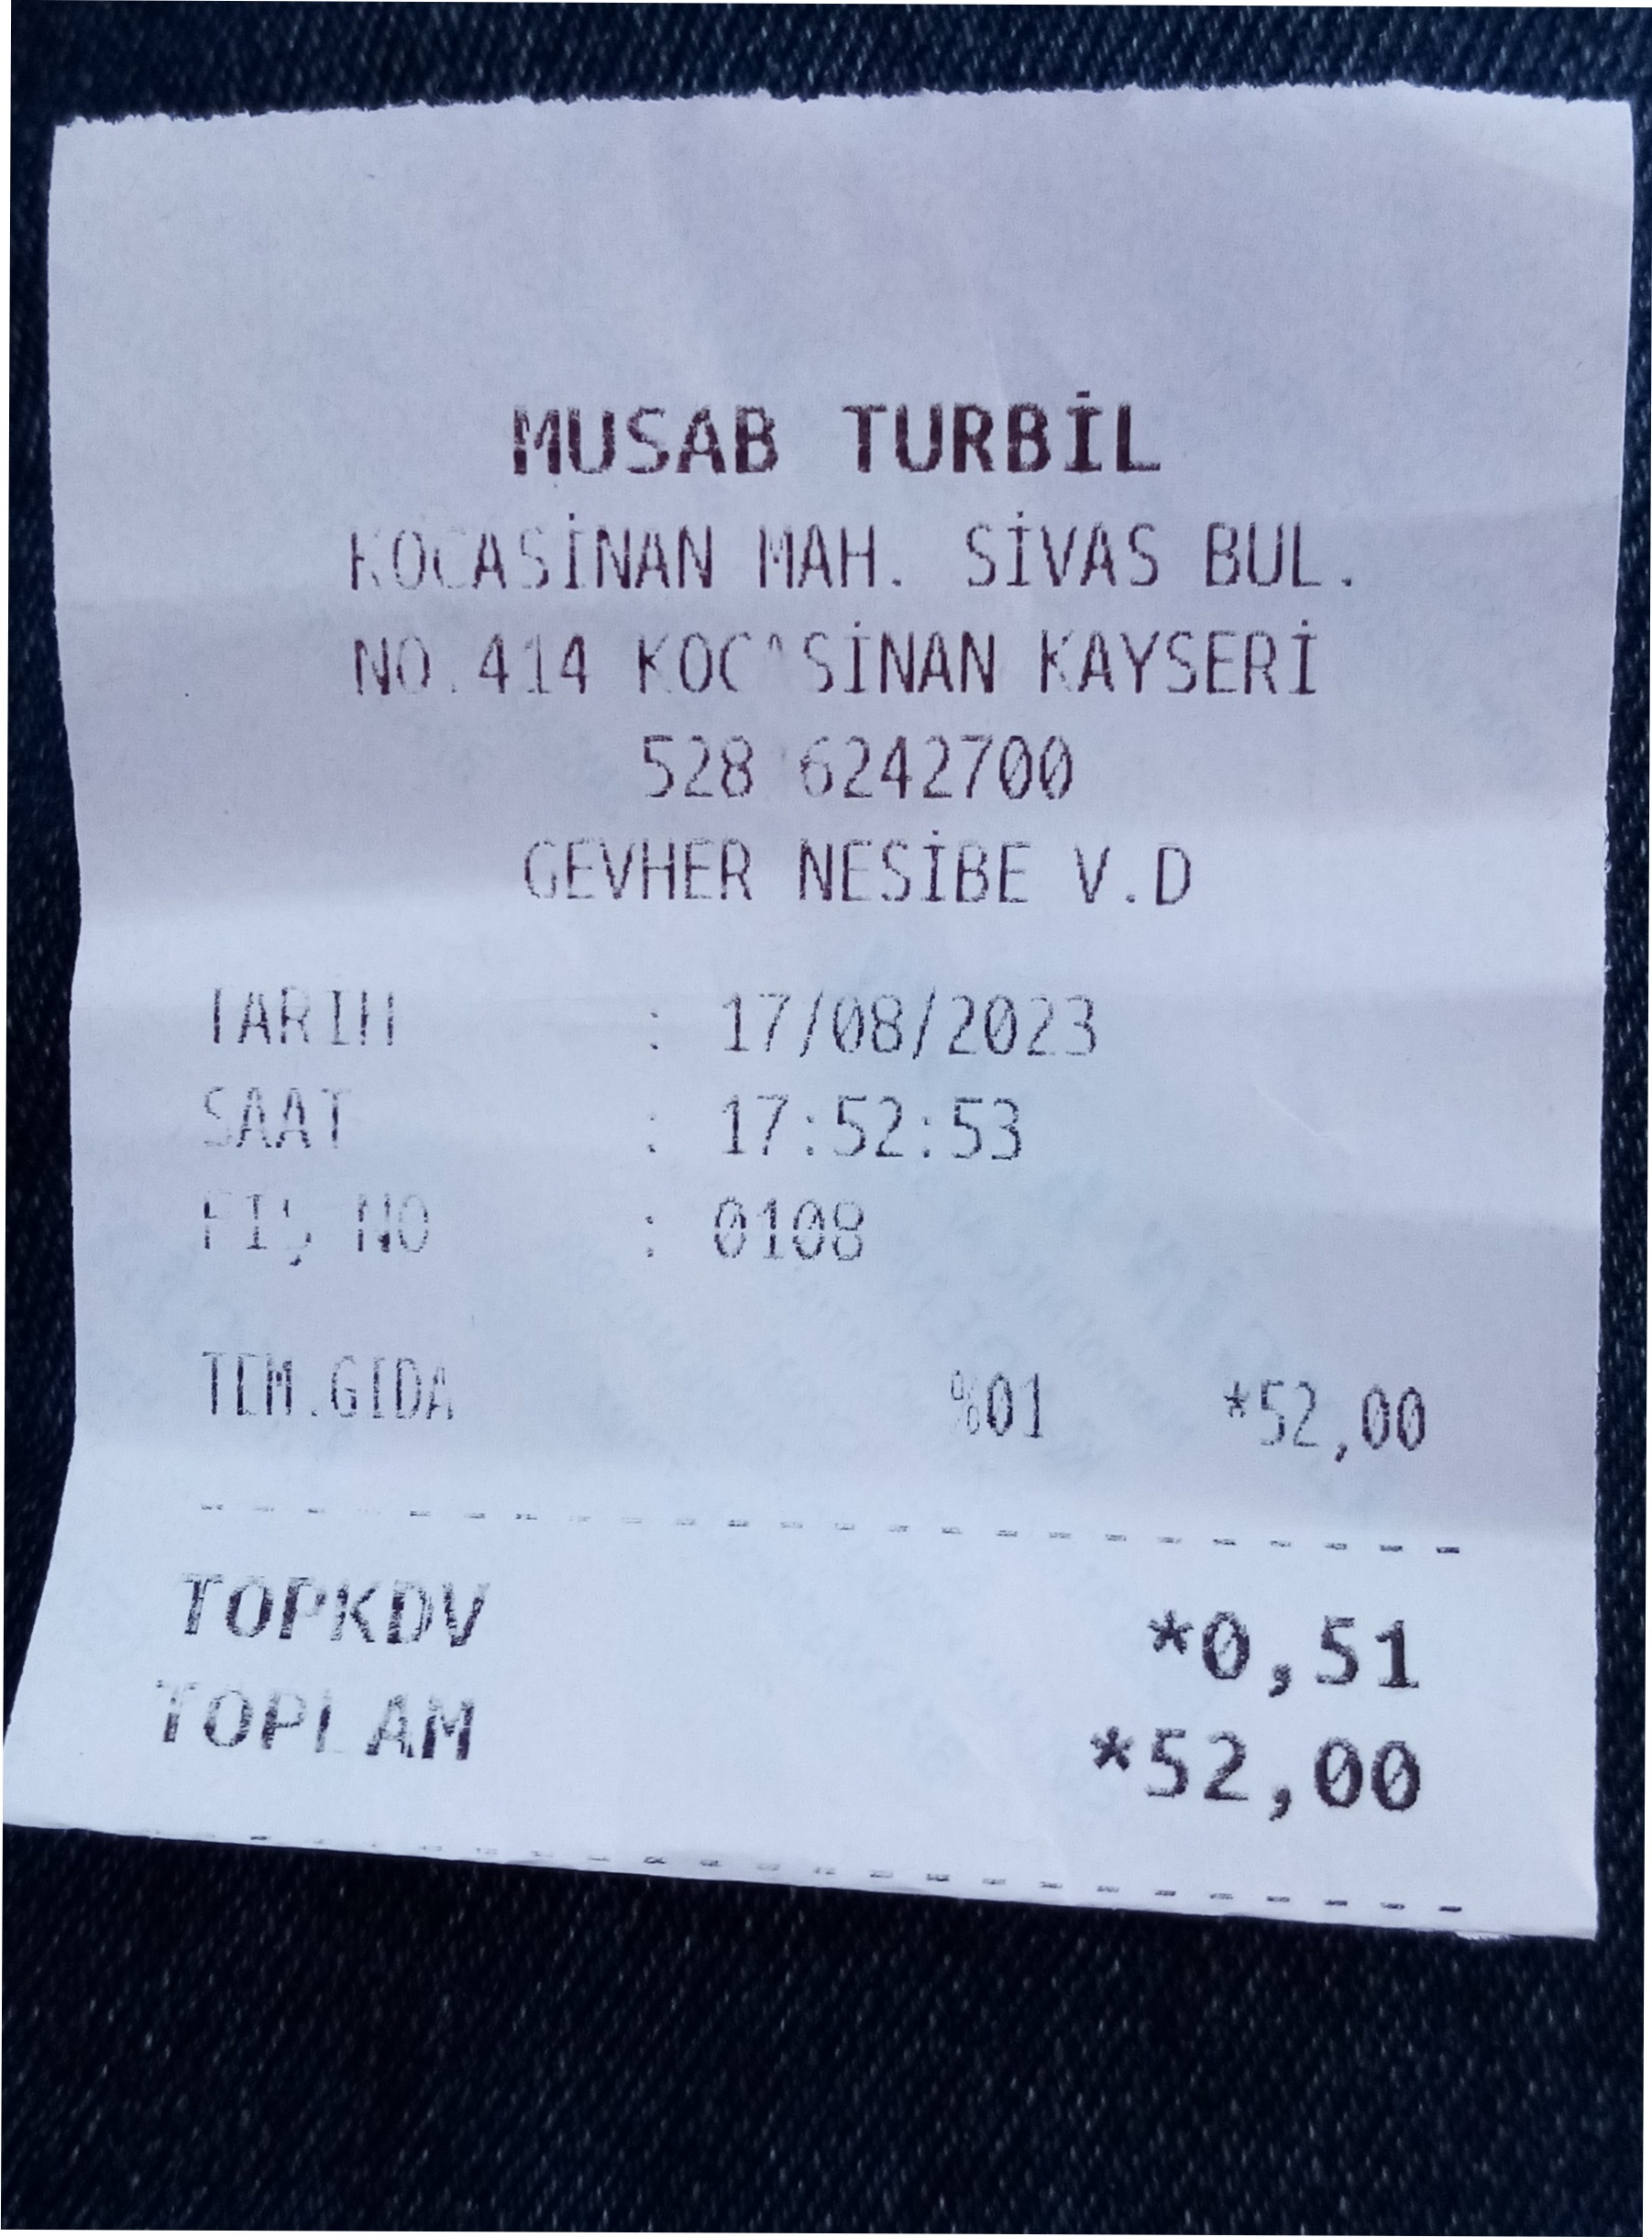 MUSAB TURBİL
KOCASİNAN MAH. SİVAS BUL.
NO.414 KOCASİNAN KAYSERİ
528 6242700
GEVHER NESİBE V.D
TARIH : 17/08/2023
SAAT : 17:52:53
FIŞ NO : 0108
TEM.GIDA %01 *52,00
TOPKDV *0,51
TOPLAM *52,00